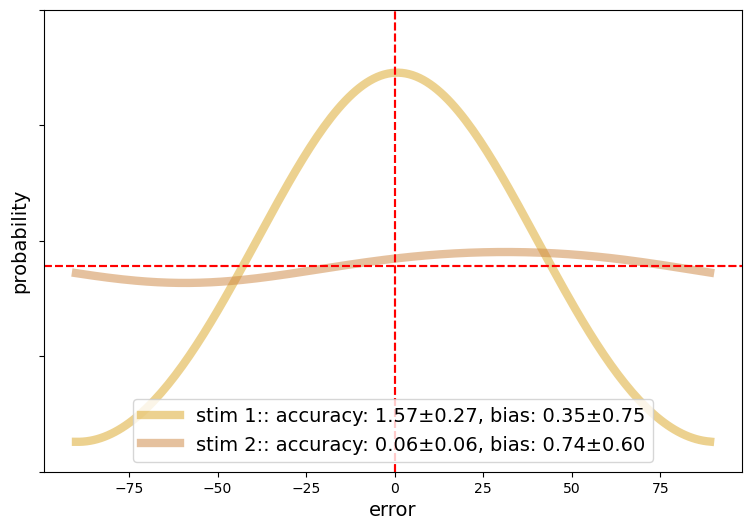 probability
stim 1:: accuracy: 1.57±0.27, bias: 0.35±0.75
stim 2:: accuracy: 0.06±0.06, bias: 0.74±0.60
−75 −50 −25 0 25 50 75
error